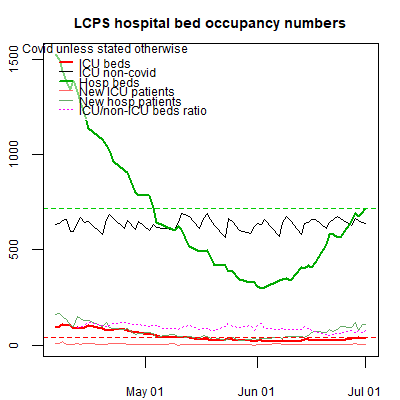 LCPS hospital bed occupancy numbers
Covid unless stated otherwise
ICU beds
ICU non-covid
Hosp beds
New ICU patients
New hosp patients
ICU/non-ICU beds ratio
1500
1000
500
0
May 01
Jun 01
Jul 01